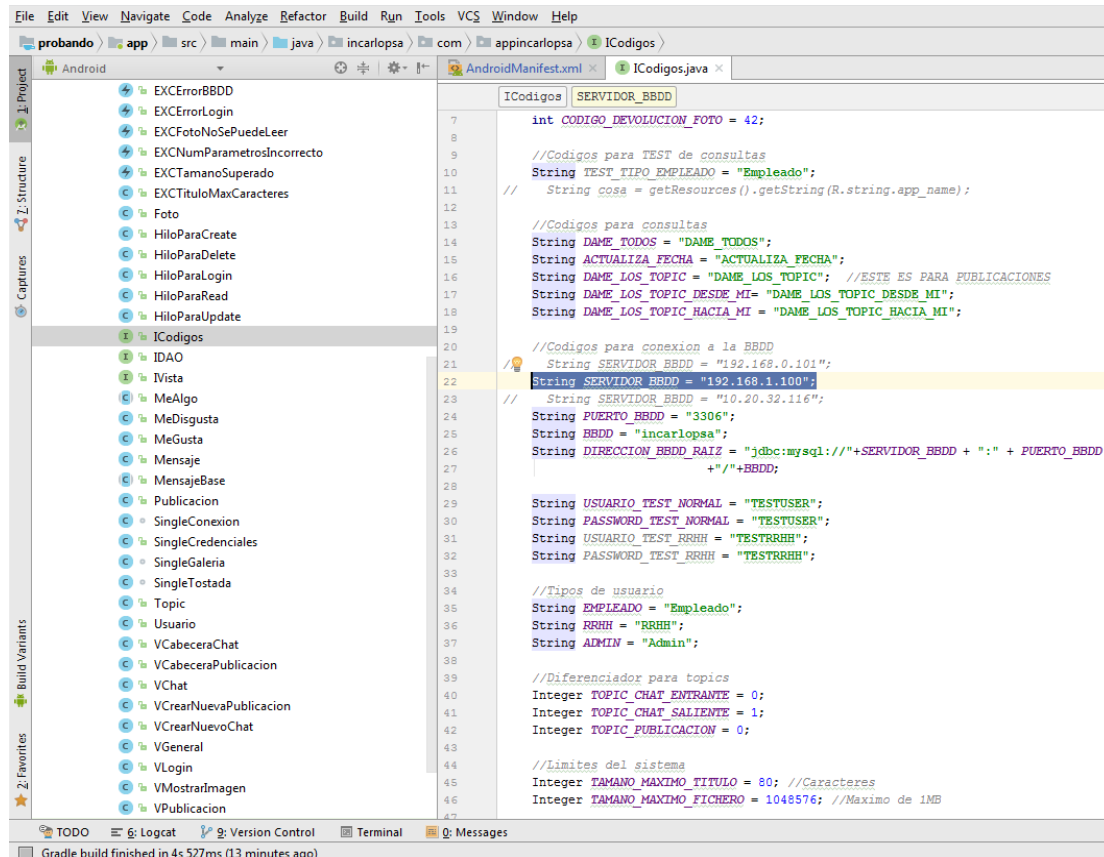 File Edit View Navigate Code Analyze Refactor Build Run Tools VCS Window Help
probando app src main java incarlopsa com appincarlopsa ICodigos
Android
AndroidManifest.xml ICodigos.java
1: Project
7: Structure
Captures
Build Variants
2: Favorites
EXCErrorBBDD
EXCErrorLogin
EXCFotoNoSePuedeLeer
EXCNumParametrosIncorrecto
EXCTamanoSuperado
EXCTituloMaxCaracteres
Foto
HiloParaCreate
HiloParaDelete
HiloParaLogin
HiloParaRead
HiloParaUpdate
ICodigos
IDAO
IVista
MeAlgo
MeDisgusta
MeGusta
Mensaje
MensajeBase
Publicacion
SingleConexion
SingleCredenciales
SingleGaleria
SingleTostada
Topic
Usuario
VCabeceraChat
VCabeceraPublicacion
VChat
VCrearNuevaPublicacion
VCrearNuevoChat
VGeneral
VLogin
VMostrarImagen
VPublicacion
ICodigos SERVIDOR_BBDD
7 int CODIGO_DEVOLUCION_FOTO = 42;
8
9 //Codigos para TEST de consultas
10 String TEST_TIPO_EMPLEADO = "Empleado";
11 // String cosa = getResources().getString(R.string.app_name);
12
13 //Codigos para consultas
14 String DAME_TODOS = "DAME_TODOS";
15 String ACTUALIZA_FECHA = "ACTUALIZA_FECHA";
16 String DAME_LOS_TOPIC = "DAME_LOS_TOPIC"; //ESTE ES PARA PUBLICACIONES
17 String DAME_LOS_TOPIC_DESDE_MI= "DAME_LOS_TOPIC_DESDE_MI";
18 String DAME_LOS_TOPIC_HACIA_MI = "DAME_LOS_TOPIC_HACIA_MI";
19
20 //Codigos para conexion a la BBDD
21 / String SERVIDOR_BBDD = "192.168.0.101";
22 String SERVIDOR_BBDD = "192.168.1.100";
23 // String SERVIDOR_BBDD = "10.20.32.116";
24 String PUERTO_BBDD = "3306";
25 String BBDD = "incarlopsa";
26 String DIRECCION_BBDD_RAIZ = "jdbc:mysql://"+SERVIDOR_BBDD + ":" + PUERTO_BBDD
27 +"/"+BBDD;
28
29 String USUARIO_TEST_NORMAL = "TESTUSER";
30 String PASSWORD_TEST_NORMAL = "TESTUSER";
31 String USUARIO_TEST_RRHH = "TESTRRHH";
32 String PASSWORD_TEST_RRHH = "TESTRRHH";
33
34 //Tipos de usuario
35 String EMPLEADO = "Empleado";
36 String RRHH = "RRHH";
37 String ADMIN = "Admin";
38
39 //Diferenciador para topics
40 Integer TOPIC_CHAT_ENTRANTE = 0;
41 Integer TOPIC_CHAT_SALIENTE = 1;
42 Integer TOPIC_PUBLICACION = 0;
43
44 //Limites del sistema
45 Integer TAMANO_MAXIMO_TITULO = 80; //Caracteres
46 Integer TAMANO_MAXIMO_FICHERO = 1048576; //Maximo de 1MB
47
TODO 6: Logcat 9: Version Control Terminal 0: Messages
Gradle build finished in 4s 527ms (13 minutes ago)